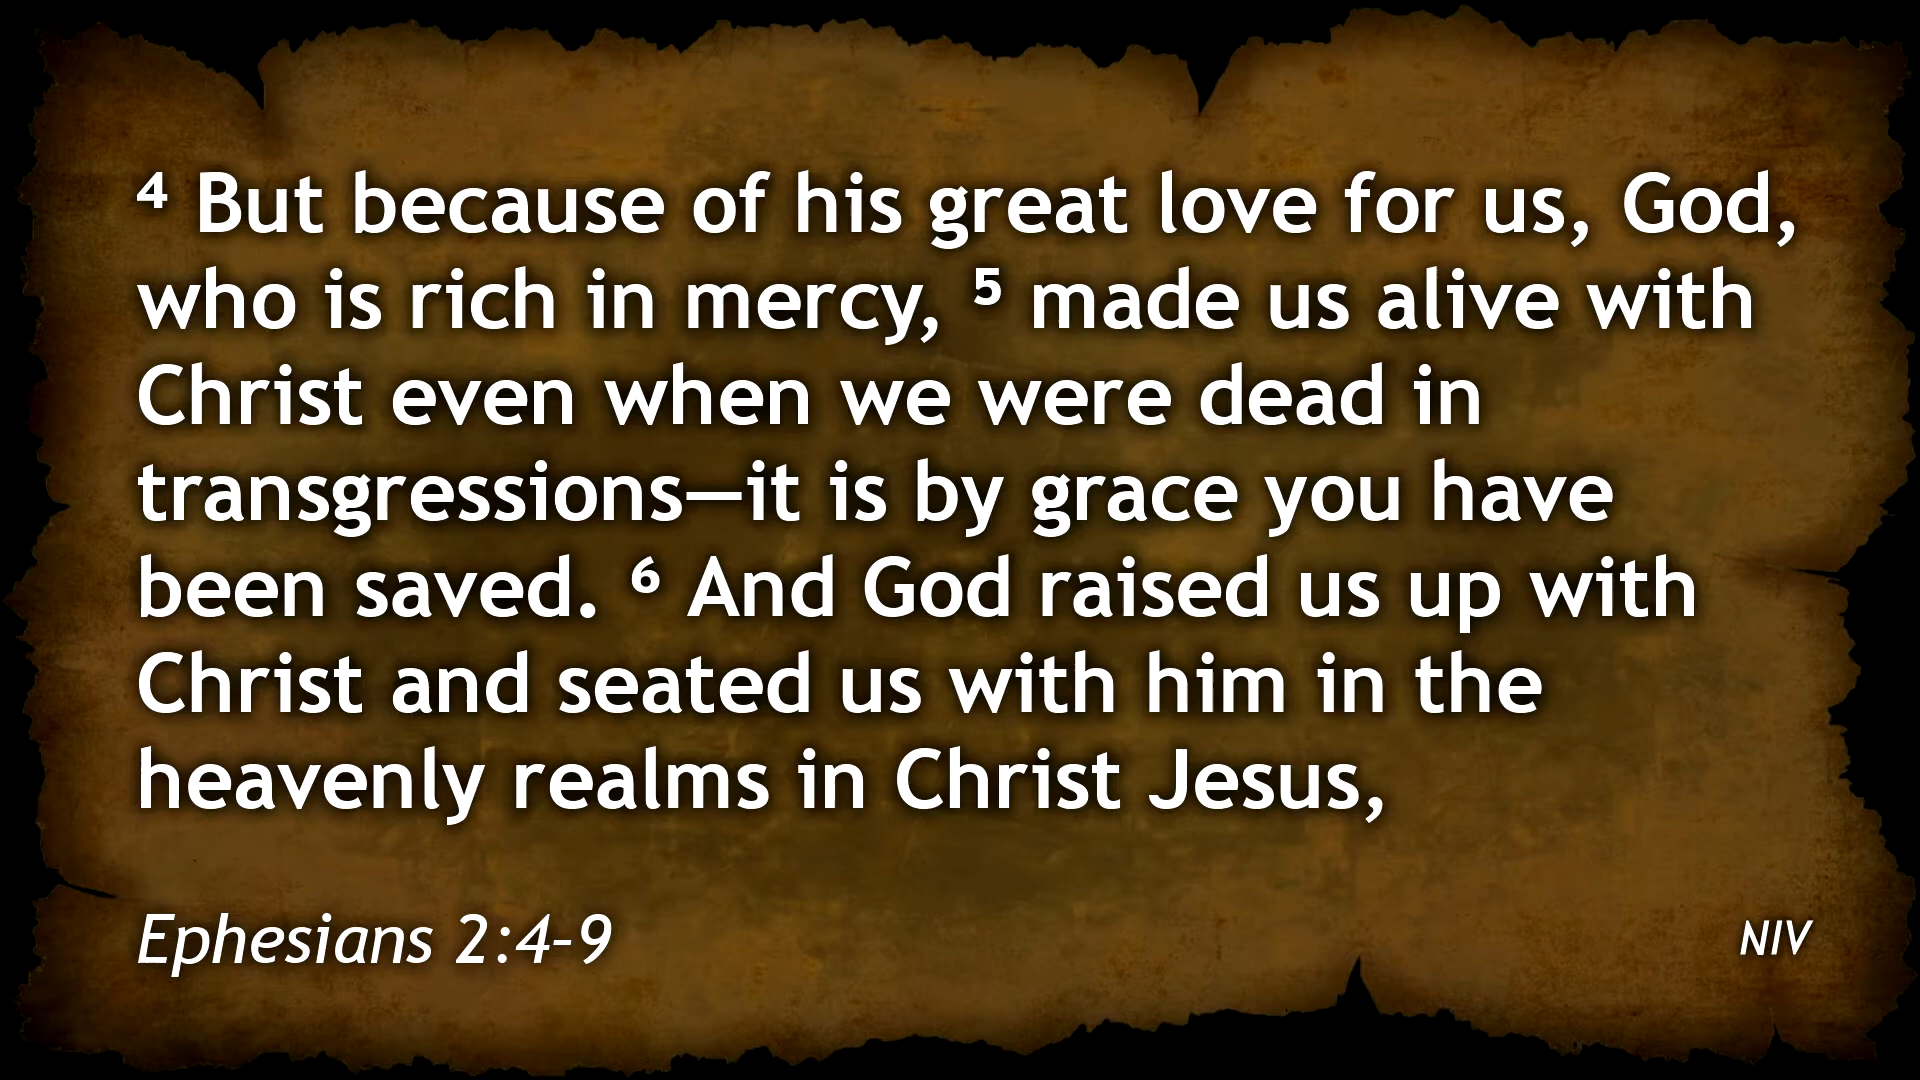 ⁴ But because of his great love for us, God,
who is rich in mercy, ⁵ made us alive with
Christ even when we were dead in
transgressions—it is by grace you have
been saved. ⁶ And God raised us up with
Christ and seated us with him in the
heavenly realms in Christ Jesus,
Ephesians 2:4–9
NIV